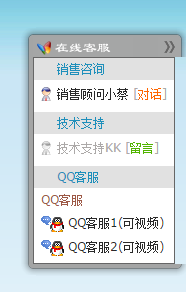 在线客服 »
销售咨询
销售顾问小蔡 [对话]
技术支持
技术支持KK [留言]
QQ客服
QQ客服
QQ客服1(可视频)
QQ客服2(可视频)